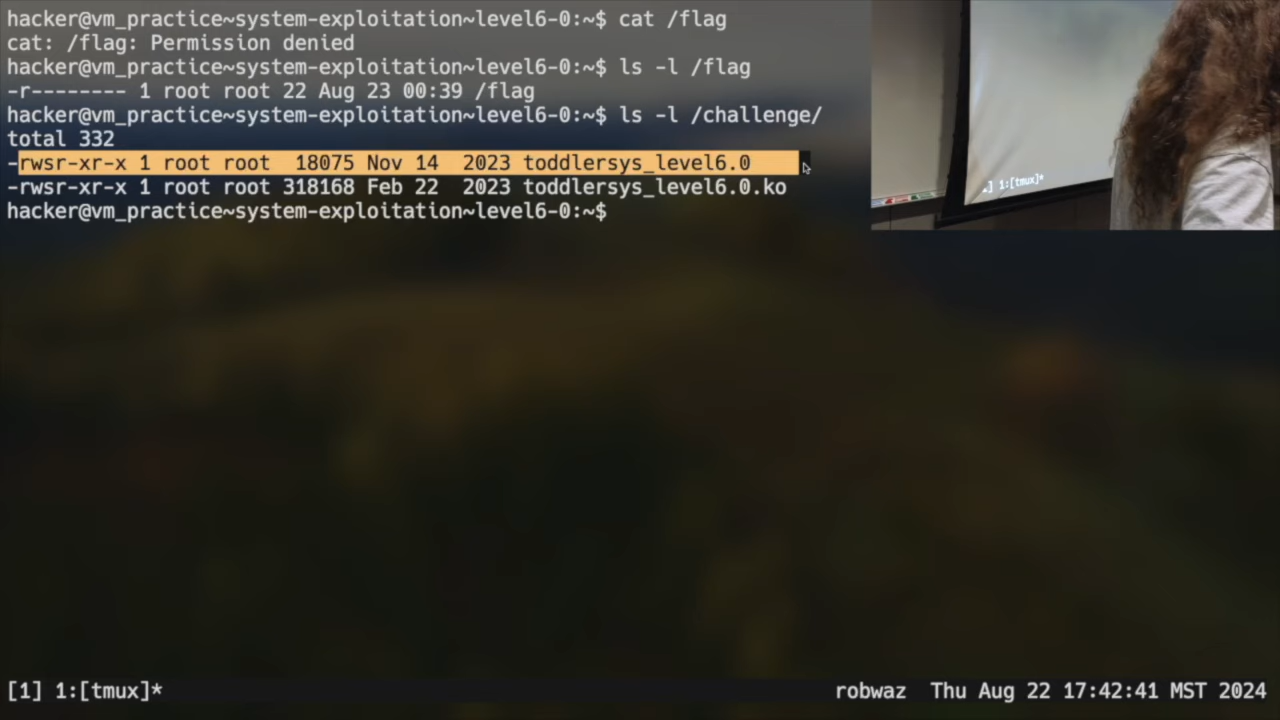 hacker@vm_practice~system-exploitation~level6-0:~$ cat /flag
cat: /flag: Permission denied
hacker@vm_practice~system-exploitation~level6-0:~$ ls -l /flag
-r-------- 1 root root 22 Aug 23 00:39 /flag
hacker@vm_practice~system-exploitation~level6-0:~$ ls -l /challenge/
total 332
-rwsr-xr-x 1 root root  18075 Nov 14  2023 toddlersys_level6.0
-rwsr-xr-x 1 root root 318168 Feb 22  2023 toddlersys_level6.0.ko
hacker@vm_practice~system-exploitation~level6-0:~$
] 1:[tmux]*
[1] 1:[tmux]*
robwaz  Thu Aug 22 17:42:41 MST 2024